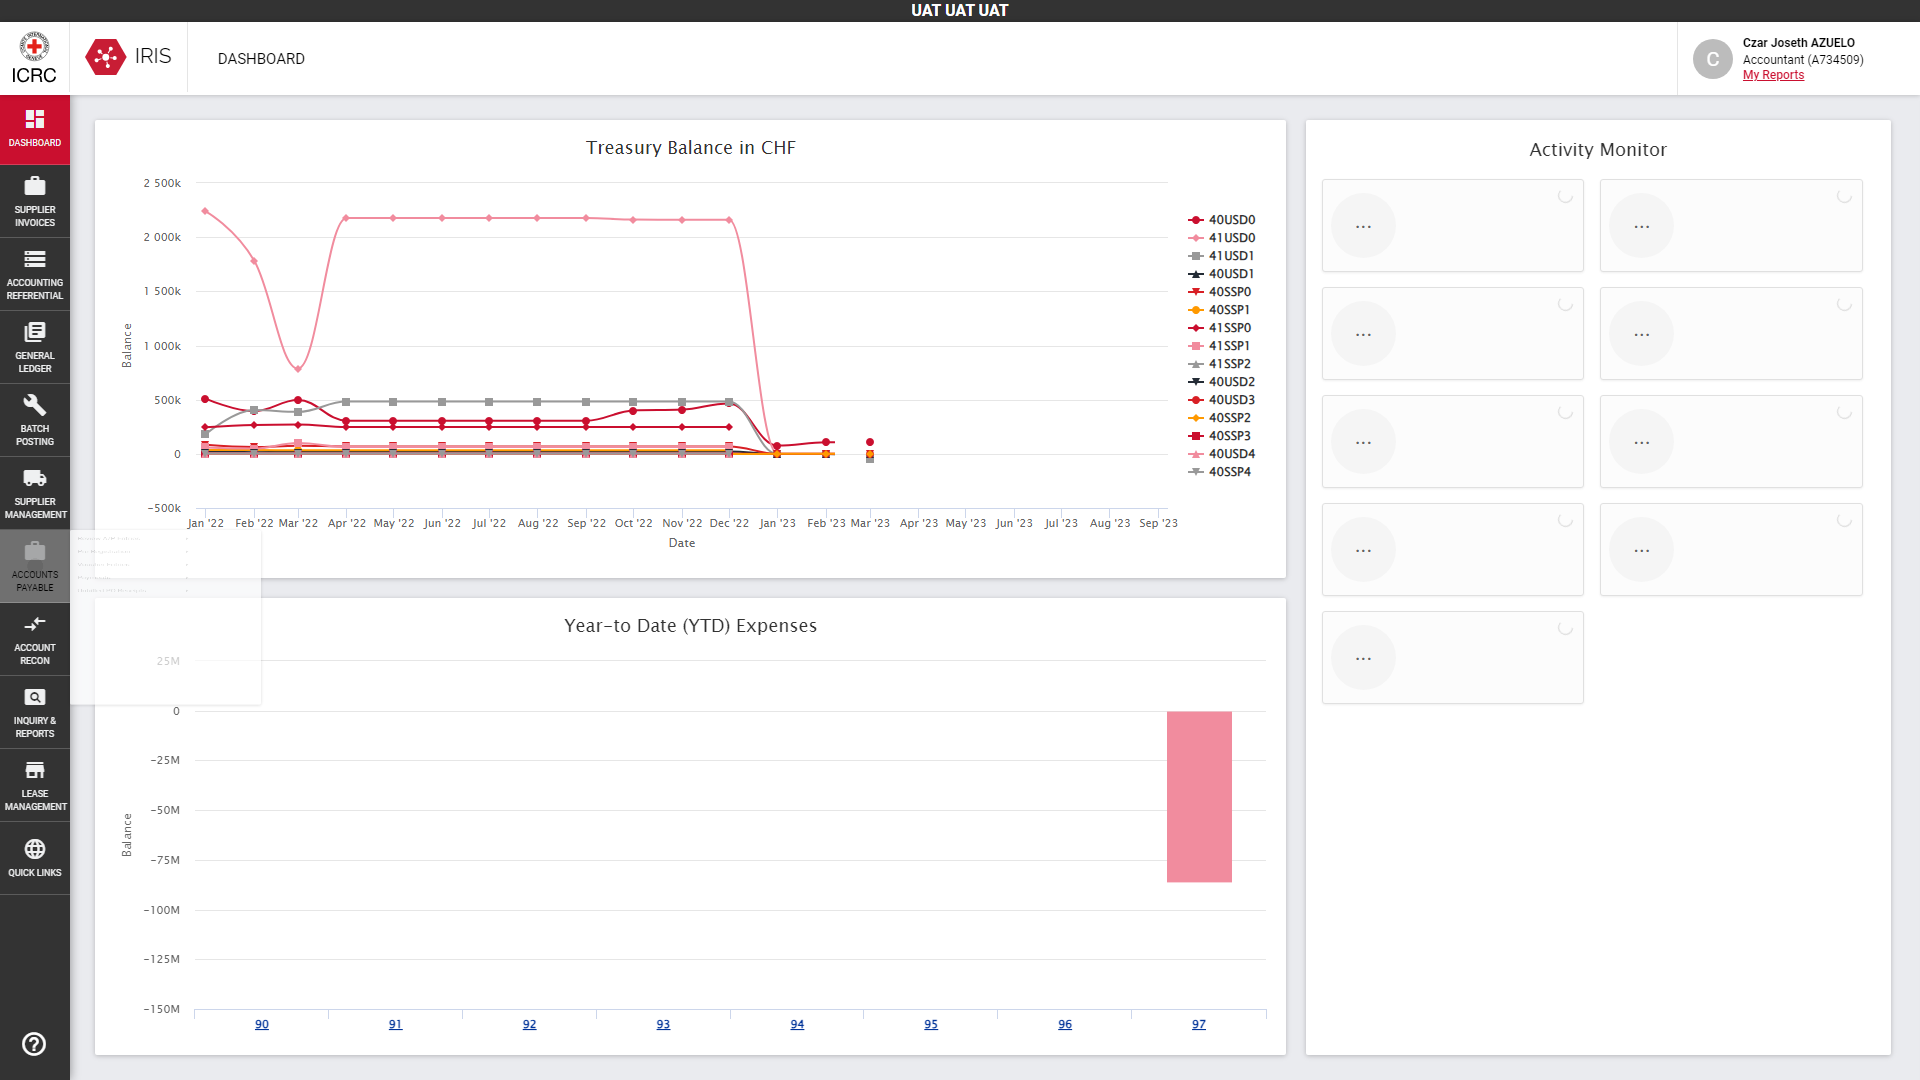 UAT UAT UAT
ICRC
IRIS
DASHBOARD
C
Czar Joseth AZUELO
Accountant (A734509)
My Reports
DASHBOARD
SUPPLIER
INVOICES
ACCOUNTING
REFERENTIAL
GENERAL
LEDGER
BATCH
POSTING
SUPPLIER
MANAGEMENT
ACCOUNTS
PAYABLE
ACCOUNT
RECON
INQUIRY &
REPORTS
LEASE
MANAGEMENT
QUICK LINKS
Treasury Balance in CHF
2 500k
2 000k
1 500k
1 000k
500k
0
-500k
Balance
Jan '22 Feb '22 Mar '22 Apr '22 May '22 Jun '22 Jul '22 Aug '22 Sep '22 Oct '22 Nov '22 Dec '22 Jan '23 Feb '23 Mar '23 Apr '23 May '23 Jun '23 Jul '23 Aug '23 Sep '23
Date
40USD0
41USD0
41USD1
40USD1
40SSP0
40SSP1
41SSP0
41SSP1
41SSP2
40USD2
40USD3
40SSP2
40SSP3
40USD4
40SSP4
Year-to Date (YTD) Expenses
25M
0
-25M
-50M
-75M
-100M
-125M
-150M
Balance
90 91 92 93 94 95 96 97
Activity Monitor
... ...
... ...
... ...
... ...
...